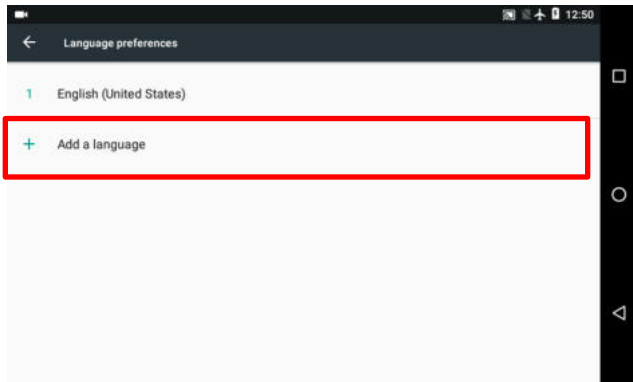 12:50
Language preferences
1 English (United States)
+ Add a language